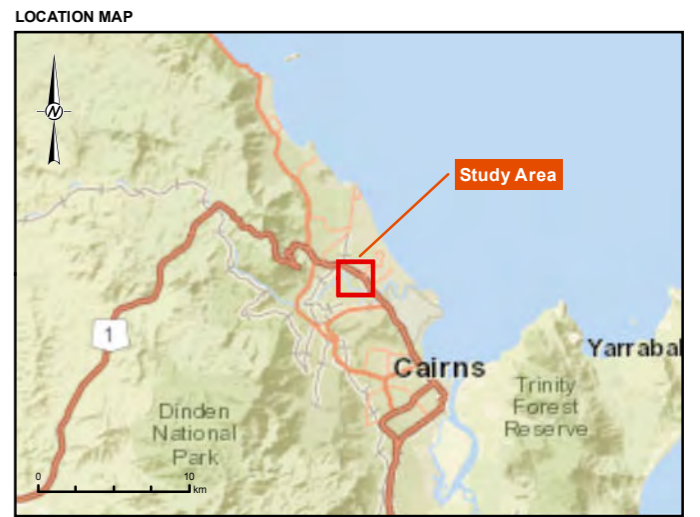 LOCATION MAP
N
Study Area
1
Yarrabal
Cairns
Trinity
Forest
Reserve
Dinden
National
Park
0 10
km